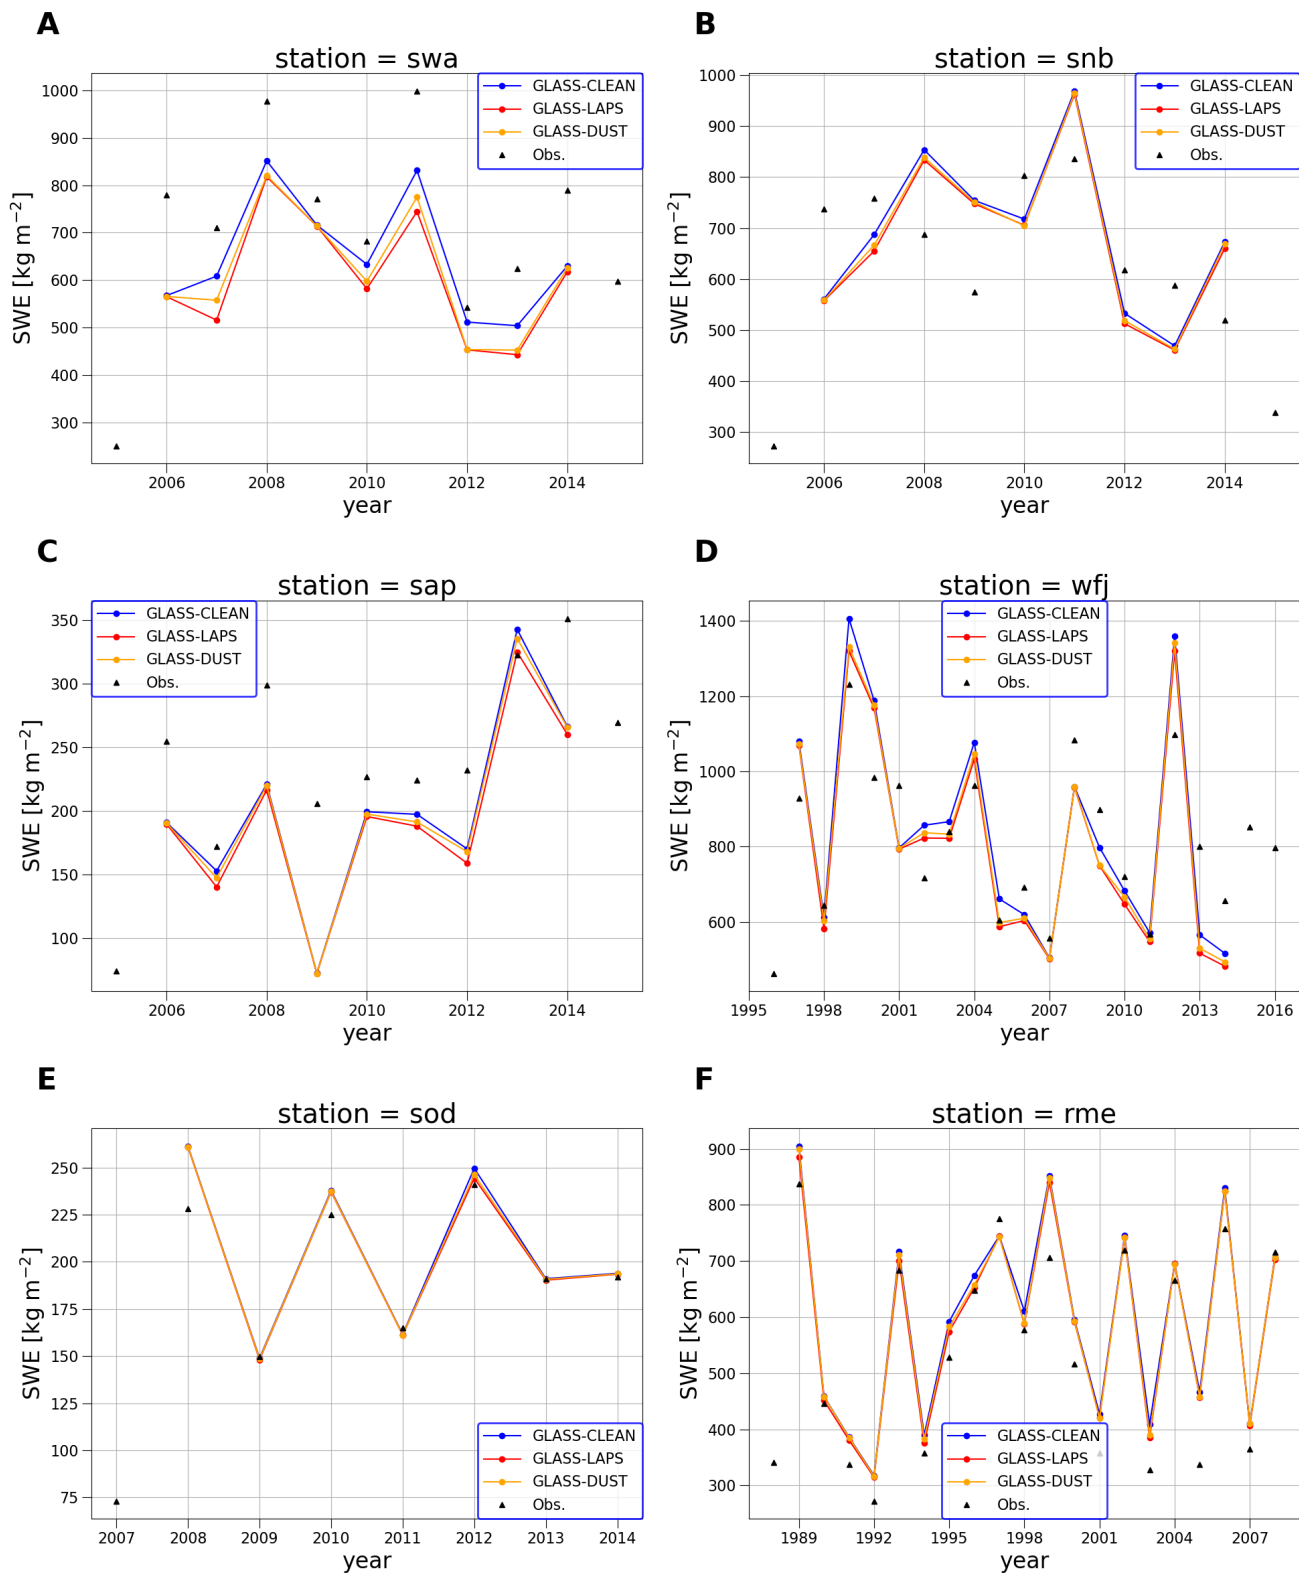 A
station = swa
GLASS-CLEAN
GLASS-LAPS
GLASS-DUST
Obs.
1000
900
800
700
600
500
400
300
SWE [kg m⁻²]
2006 2008 2010 2012 2014
year
B
station = snb
GLASS-CLEAN
GLASS-LAPS
GLASS-DUST
Obs.
1000
900
800
700
600
500
400
300
SWE [kg m⁻²]
2006 2008 2010 2012 2014
year
C
station = sap
GLASS-CLEAN
GLASS-LAPS
GLASS-DUST
Obs.
350
300
250
200
150
100
SWE [kg m⁻²]
2006 2008 2010 2012 2014
year
D
station = wfj
GLASS-CLEAN
GLASS-LAPS
GLASS-DUST
Obs.
1400
1200
1000
800
600
SWE [kg m⁻²]
1995 1998 2001 2004 2007 2010 2013 2016
year
E
station = sod
250
225
200
175
150
125
100
75
SWE [kg m⁻²]
GLASS-CLEAN
GLASS-LAPS
GLASS-DUST
Obs.
2007 2008 2009 2010 2011 2012 2013 2014
year
F
station = rme
900
800
700
600
500
400
300
SWE [kg m⁻²]
GLASS-CLEAN
GLASS-LAPS
GLASS-DUST
Obs.
1989 1992 1995 1998 2001 2004 2007
year